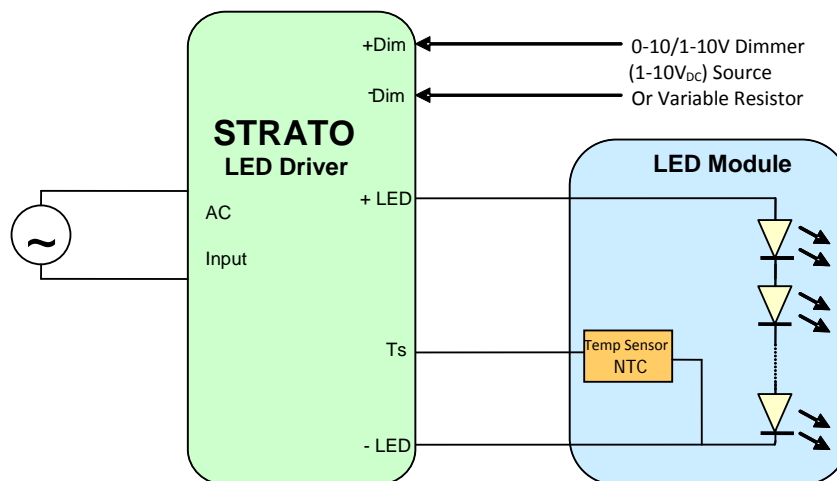 +Dim
0-10/1-10V Dimmer
(1-10VDC) Source
-Dim
Or Variable Resistor
STRATO
LED Driver
LED Module
+ LED
AC
~
Input
Ts
Temp Sensor
NTC
- LED